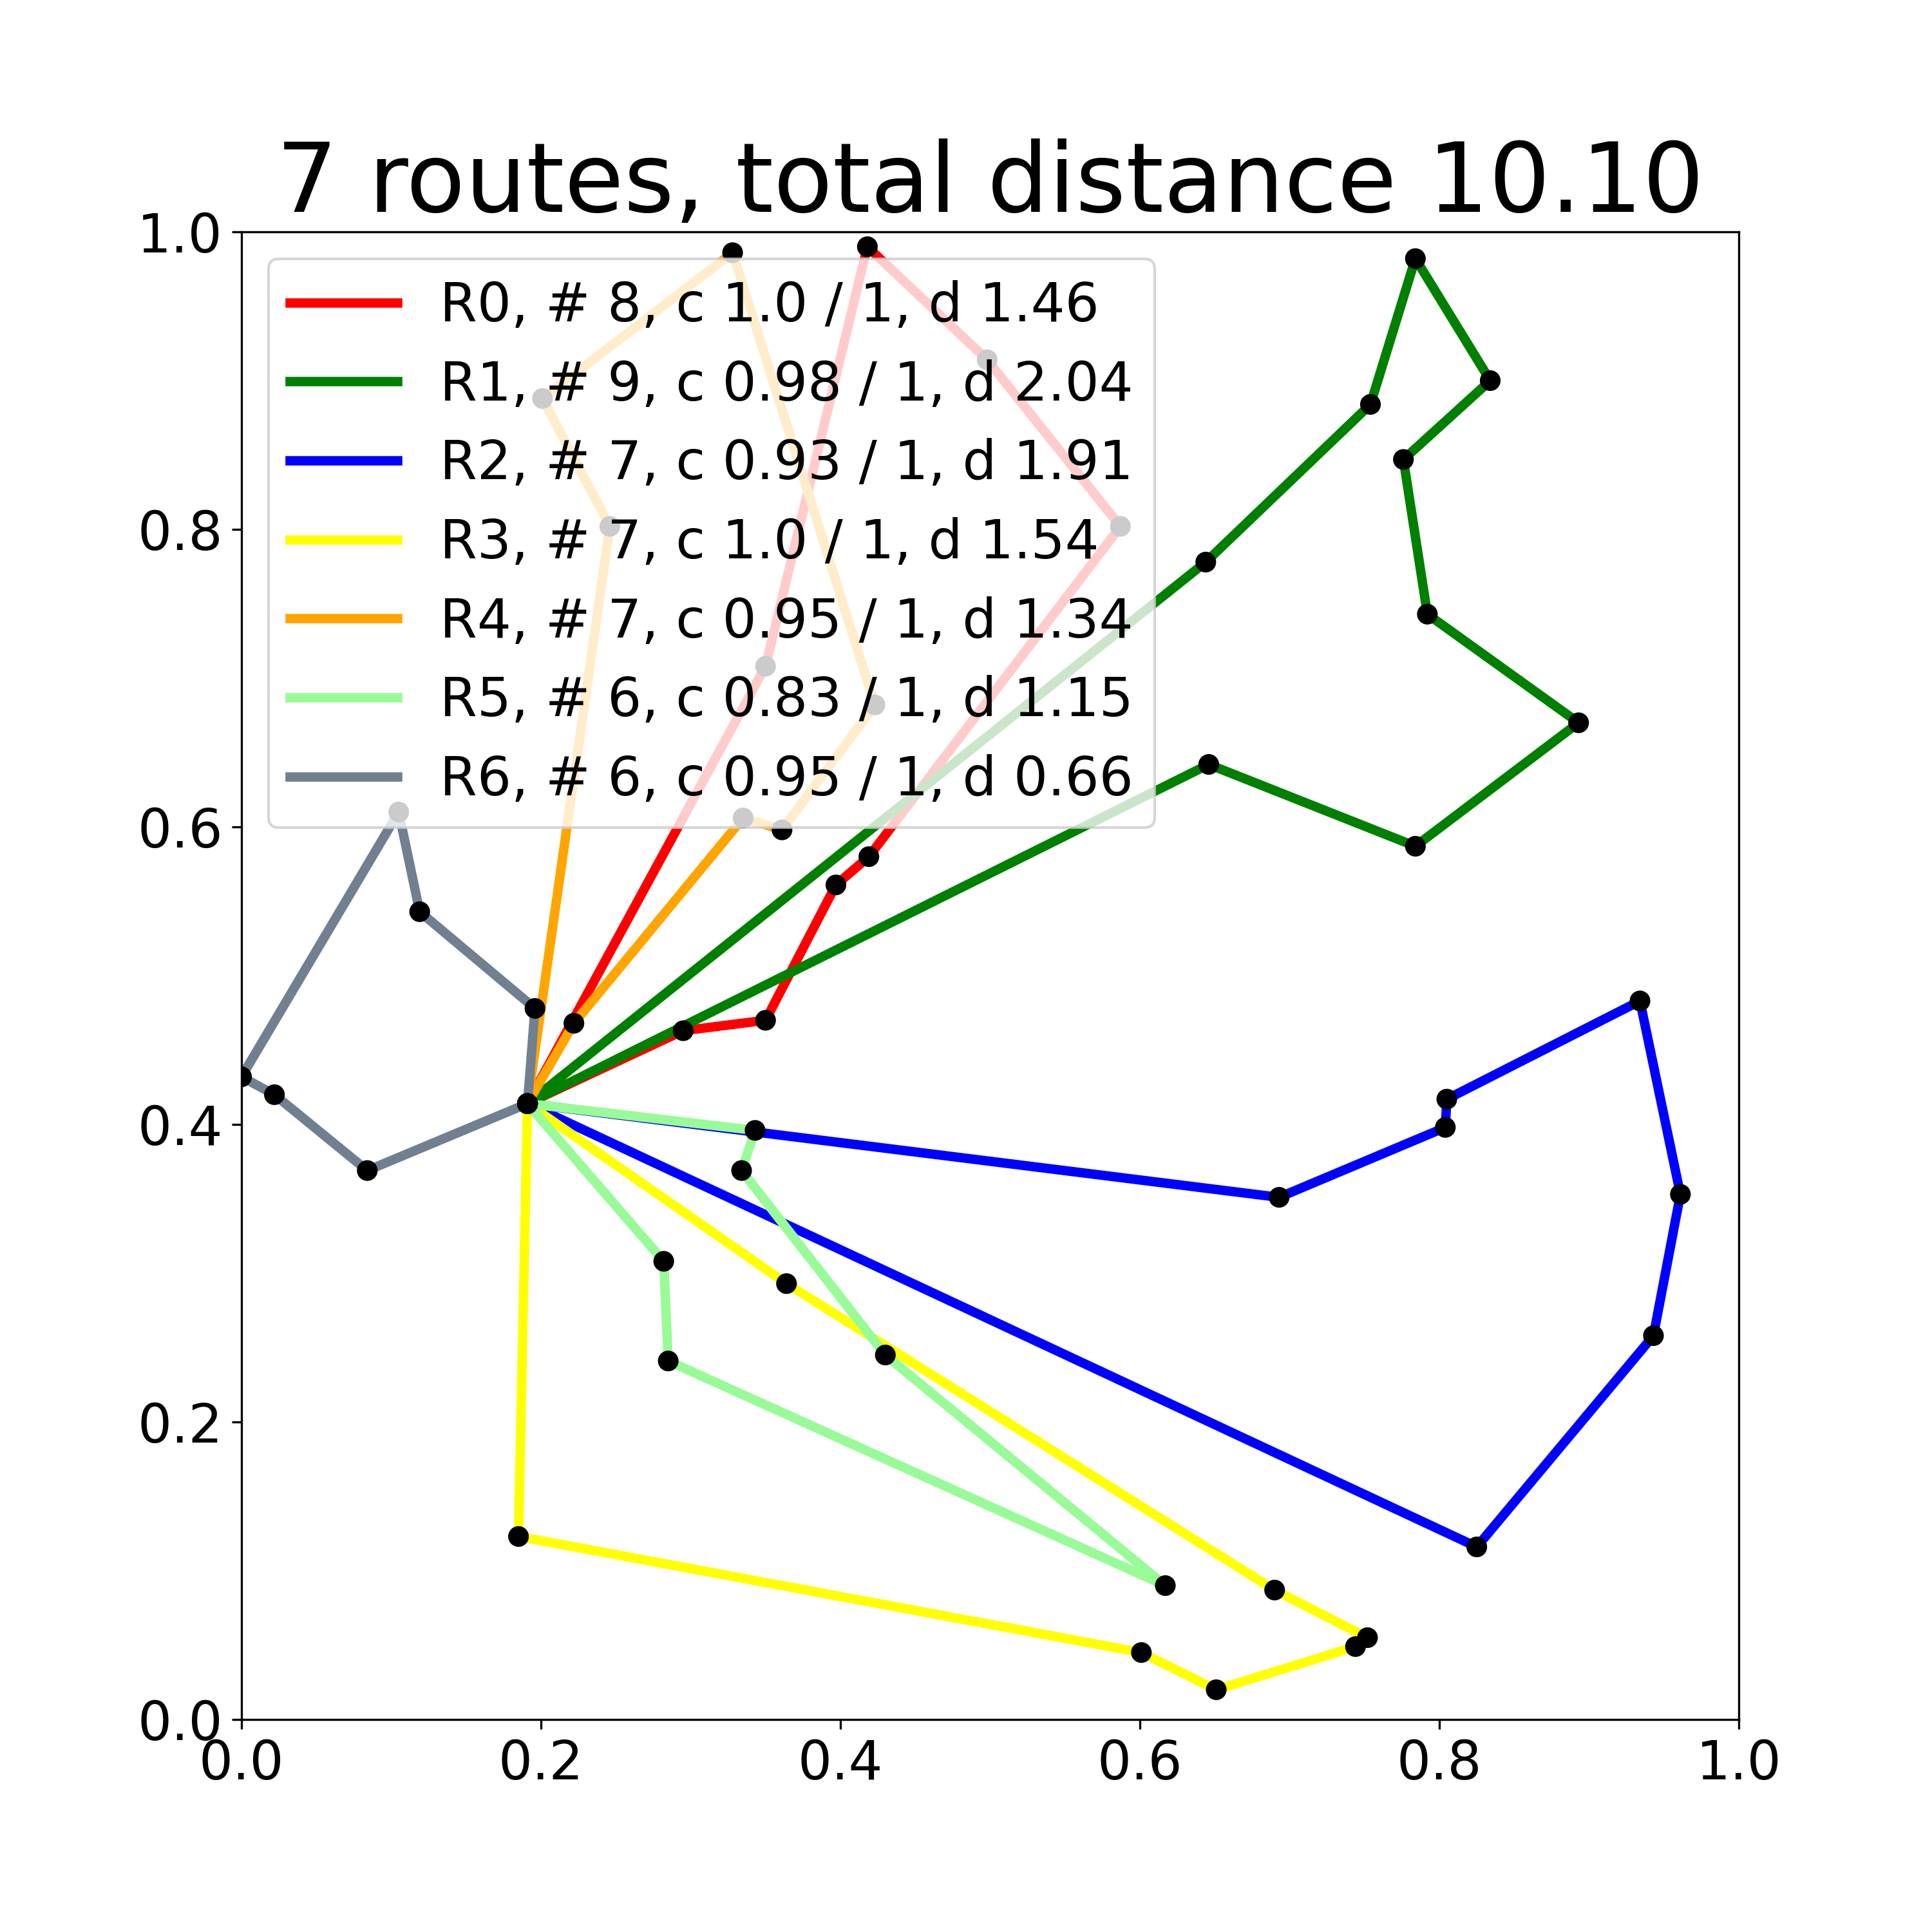 7 routes, total distance 10.10
1.0
0.8
0.6
0.4
0.2
0.0
R0, # 8, c 1.0 / 1, d 1.46
R1, # 9, c 0.98 / 1, d 2.04
R2, # 7, c 0.93 / 1, d 1.91
R3, # 7, c 1.0 / 1, d 1.54
R4, # 7, c 0.95 / 1, d 1.34
R5, # 6, c 0.83 / 1, d 1.15
R6, # 6, c 0.95 / 1, d 0.66
0.0 0.2 0.4 0.6 0.8 1.0